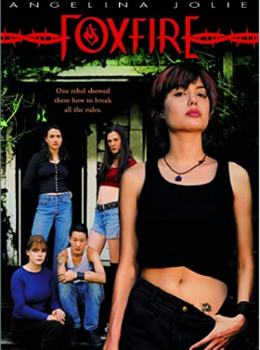 ANGELINA JOLIE
FOXFIRE
One rebel showed
them how to break
all the rules.